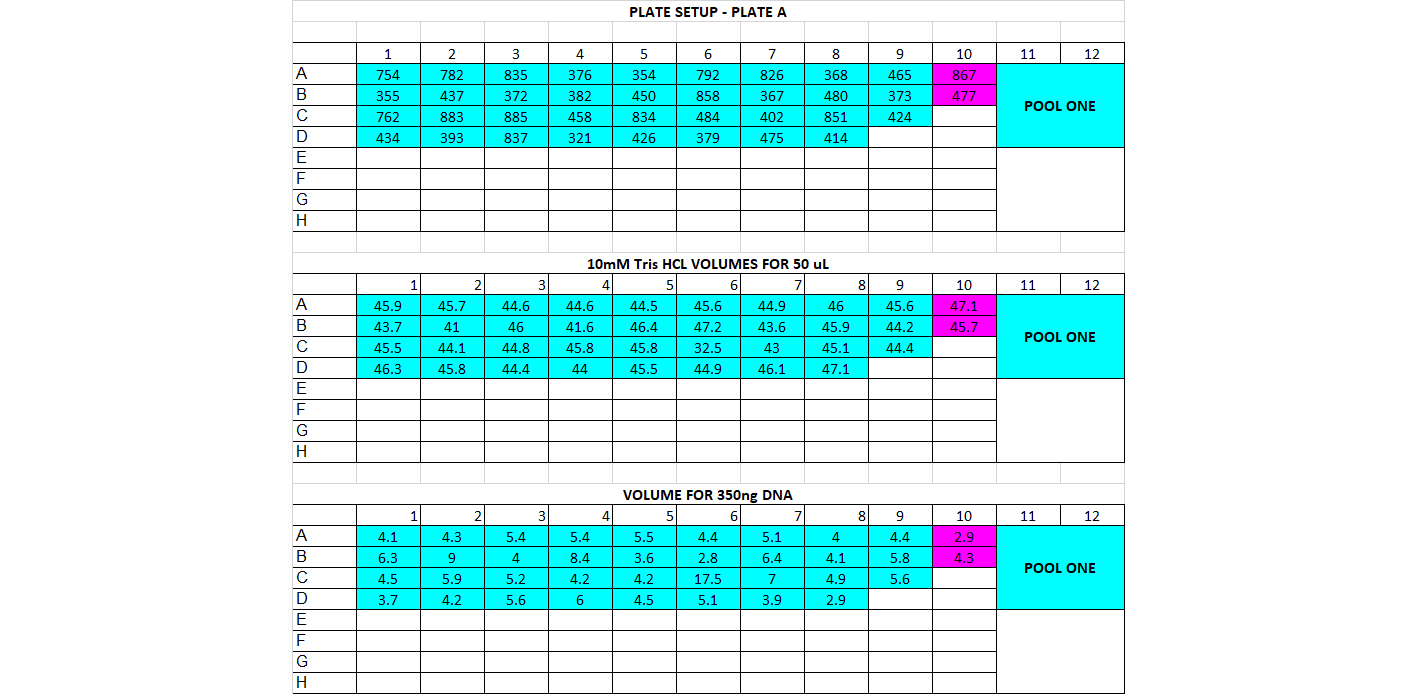 PLATE SETUP - PLATE A
1 2 3 4 5 6 7 8 9 10 11 12
A 754 782 835 376 354 792 826 368 465 867
B 355 437 372 382 450 858 367 480 373 477
POOL ONE
C 762 883 885 458 834 484 402 851 424
D 434 393 837 321 426 379 475 414
E
F
G
H
10mM Tris HCL VOLUMES FOR 50 uL
1 2 3 4 5 6 7 8 9 10 11 12
A 45.9 45.7 44.6 44.6 44.5 45.6 44.9 46 45.6 47.1
B 43.7 41 46 41.6 46.4 47.2 43.6 45.9 44.2 45.7
POOL ONE
C 45.5 44.1 44.8 45.8 45.8 32.5 43 45.1 44.4
D 46.3 45.8 44.4 44 45.5 44.9 46.1 47.1
E
F
G
H
VOLUME FOR 350ng DNA
1 2 3 4 5 6 7 8 9 10 11 12
A 4.1 4.3 5.4 5.4 5.5 4.4 5.1 4 4.4 2.9
B 6.3 9 4 8.4 3.6 2.8 6.4 4.1 5.8 4.3
POOL ONE
C 4.5 5.9 5.2 4.2 4.2 17.5 7 4.9 5.6
D 3.7 4.2 5.6 6 4.5 5.1 3.9 2.9
E
F
G
H